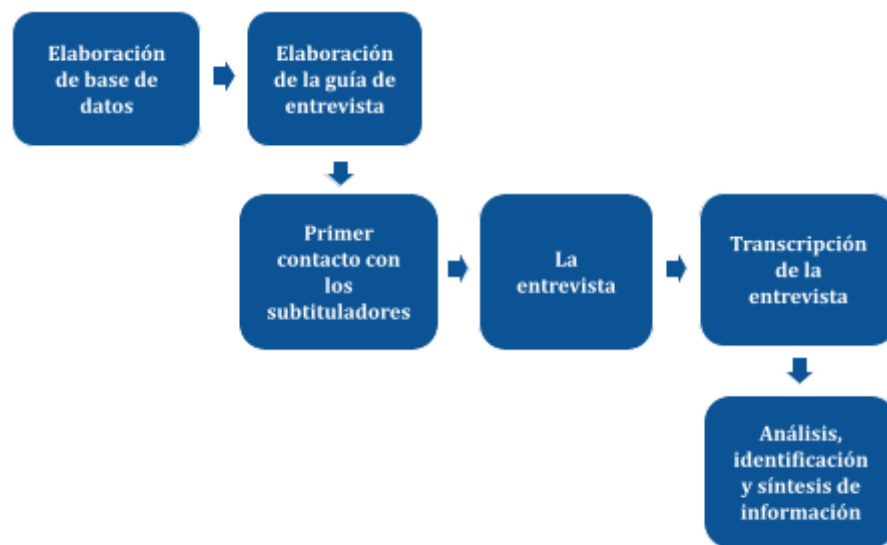 Elaboración
de base de
datos
Elaboración
de la guía de
entrevista
Primer
contacto con
los
subtituladores
La
entrevista
Transcripción
de la
entrevista
Análisis,
identificación
y síntesis de
información